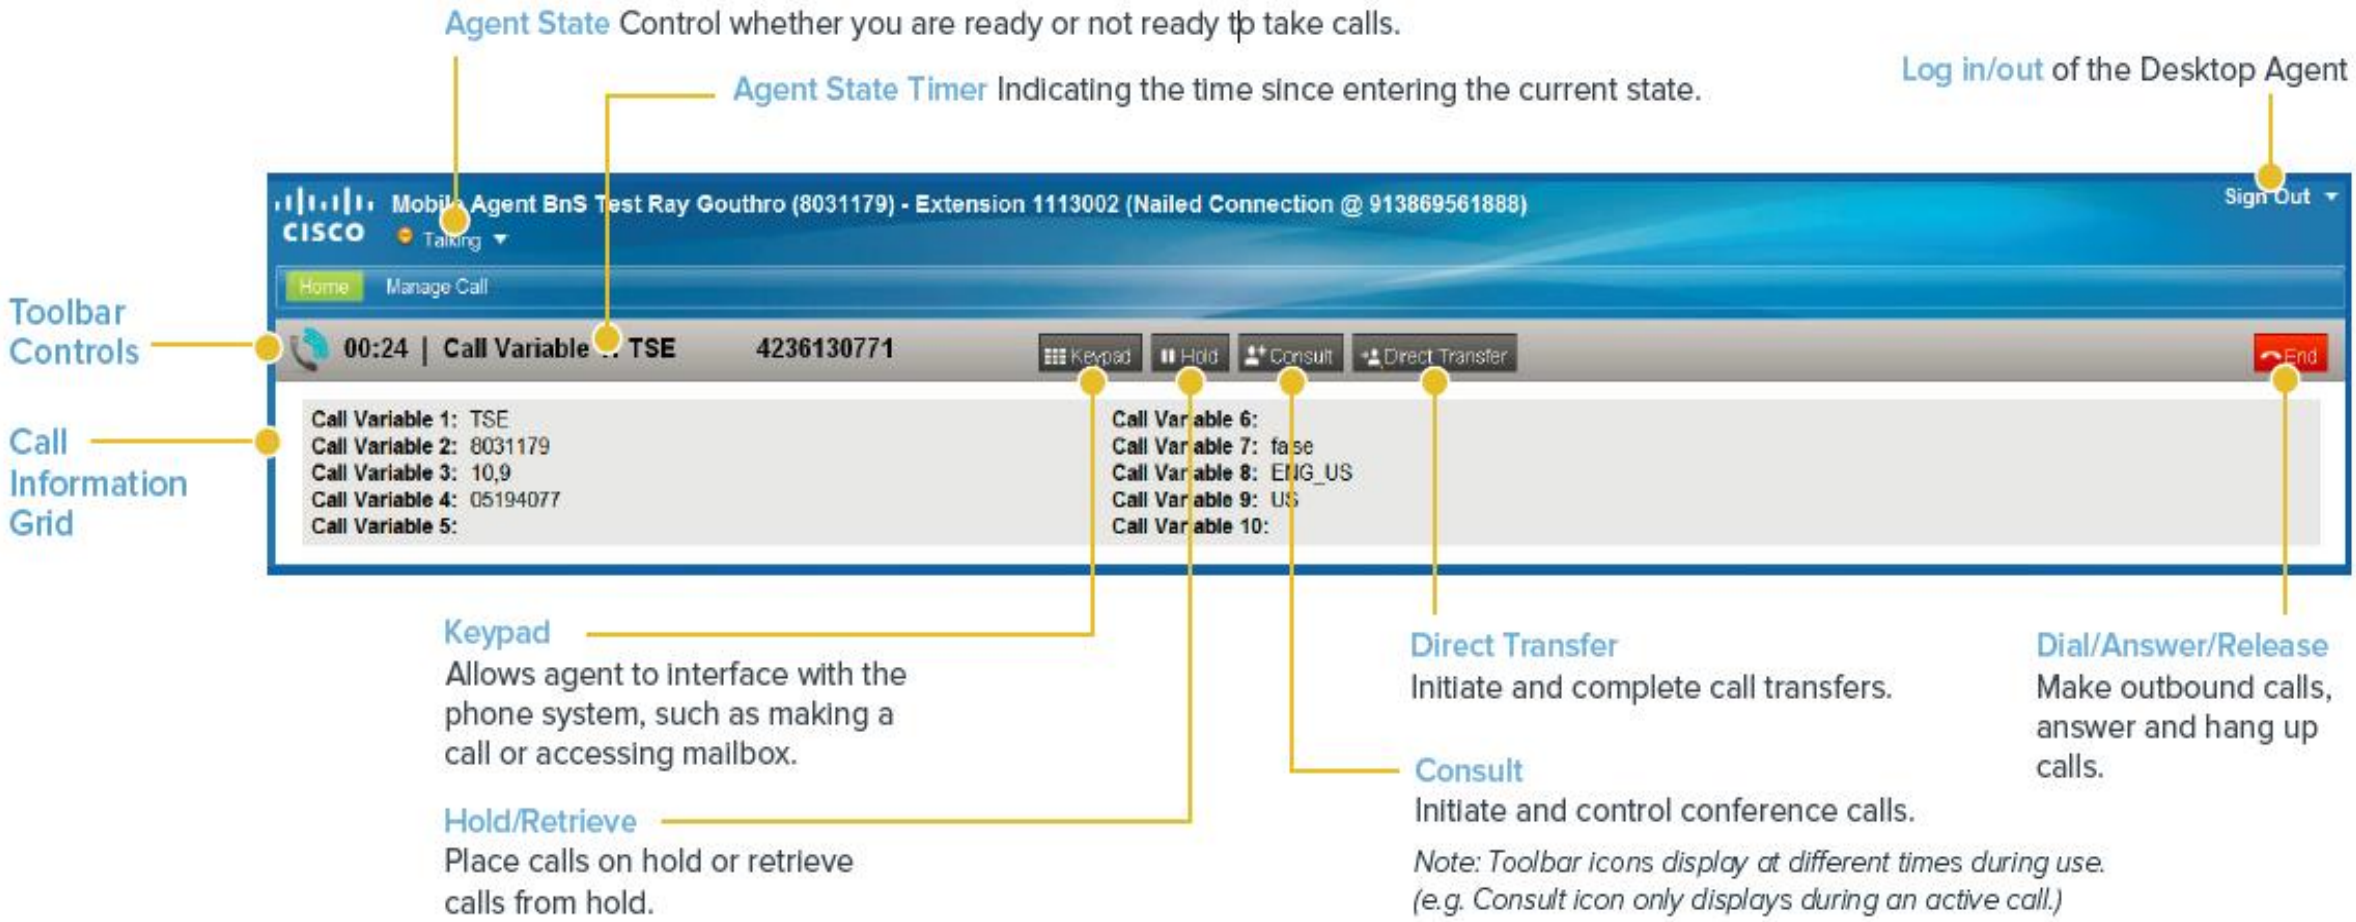 Agent State Control whether you are ready or not ready to take calls.
Agent State Timer Indicating the time since entering the current state.
Log in/out of the Desktop Agent
CISCO
Mobile Agent BnS Test Ray Gouthro (8031179) - Extension 1113002 (Nailed Connection @ 913869561888)
Talking
Sign Out
Home Manage Call
Toolbar
Controls
00:24 | Call Variable 1: TSE 4236130771
Keypad Hold Consult Direct Transfer End
Call
Information
Grid
Call Variable 1: TSE
Call Variable 2: 8031179
Call Variable 3: 10,9
Call Variable 4: 05194077
Call Variable 5:
Call Variable 6:
Call Variable 7: false
Call Variable 8: ENG_US
Call Variable 9: US
Call Variable 10:
Keypad
Allows agent to interface with the
phone system, such as making a
call or accessing mailbox.
Hold/Retrieve
Place calls on hold or retrieve
calls from hold.
Direct Transfer
Initiate and complete call transfers.
Consult
Initiate and control conference calls.
Note: Toolbar icons display at different times during use.
(e.g. Consult icon only displays during an active call.)
Dial/Answer/Release
Make outbound calls,
answer and hang up
calls.